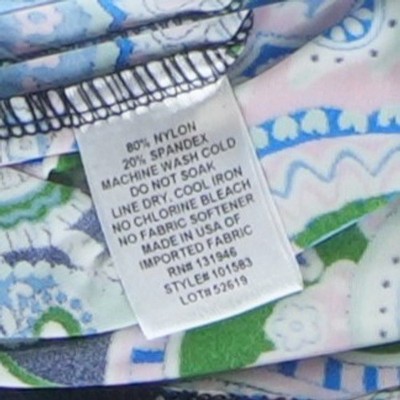 80% NYLON
20% SPANDEX
MACHINE WASH COLD
DO NOT SOAK
LINE DRY. COOL IRON
NO CHLORINE BLEACH
NO FABRIC SOFTENER
MADE IN USA OF
IMPORTED FABRIC
RN# 131946
STYLE# 101583
LOT# 52619